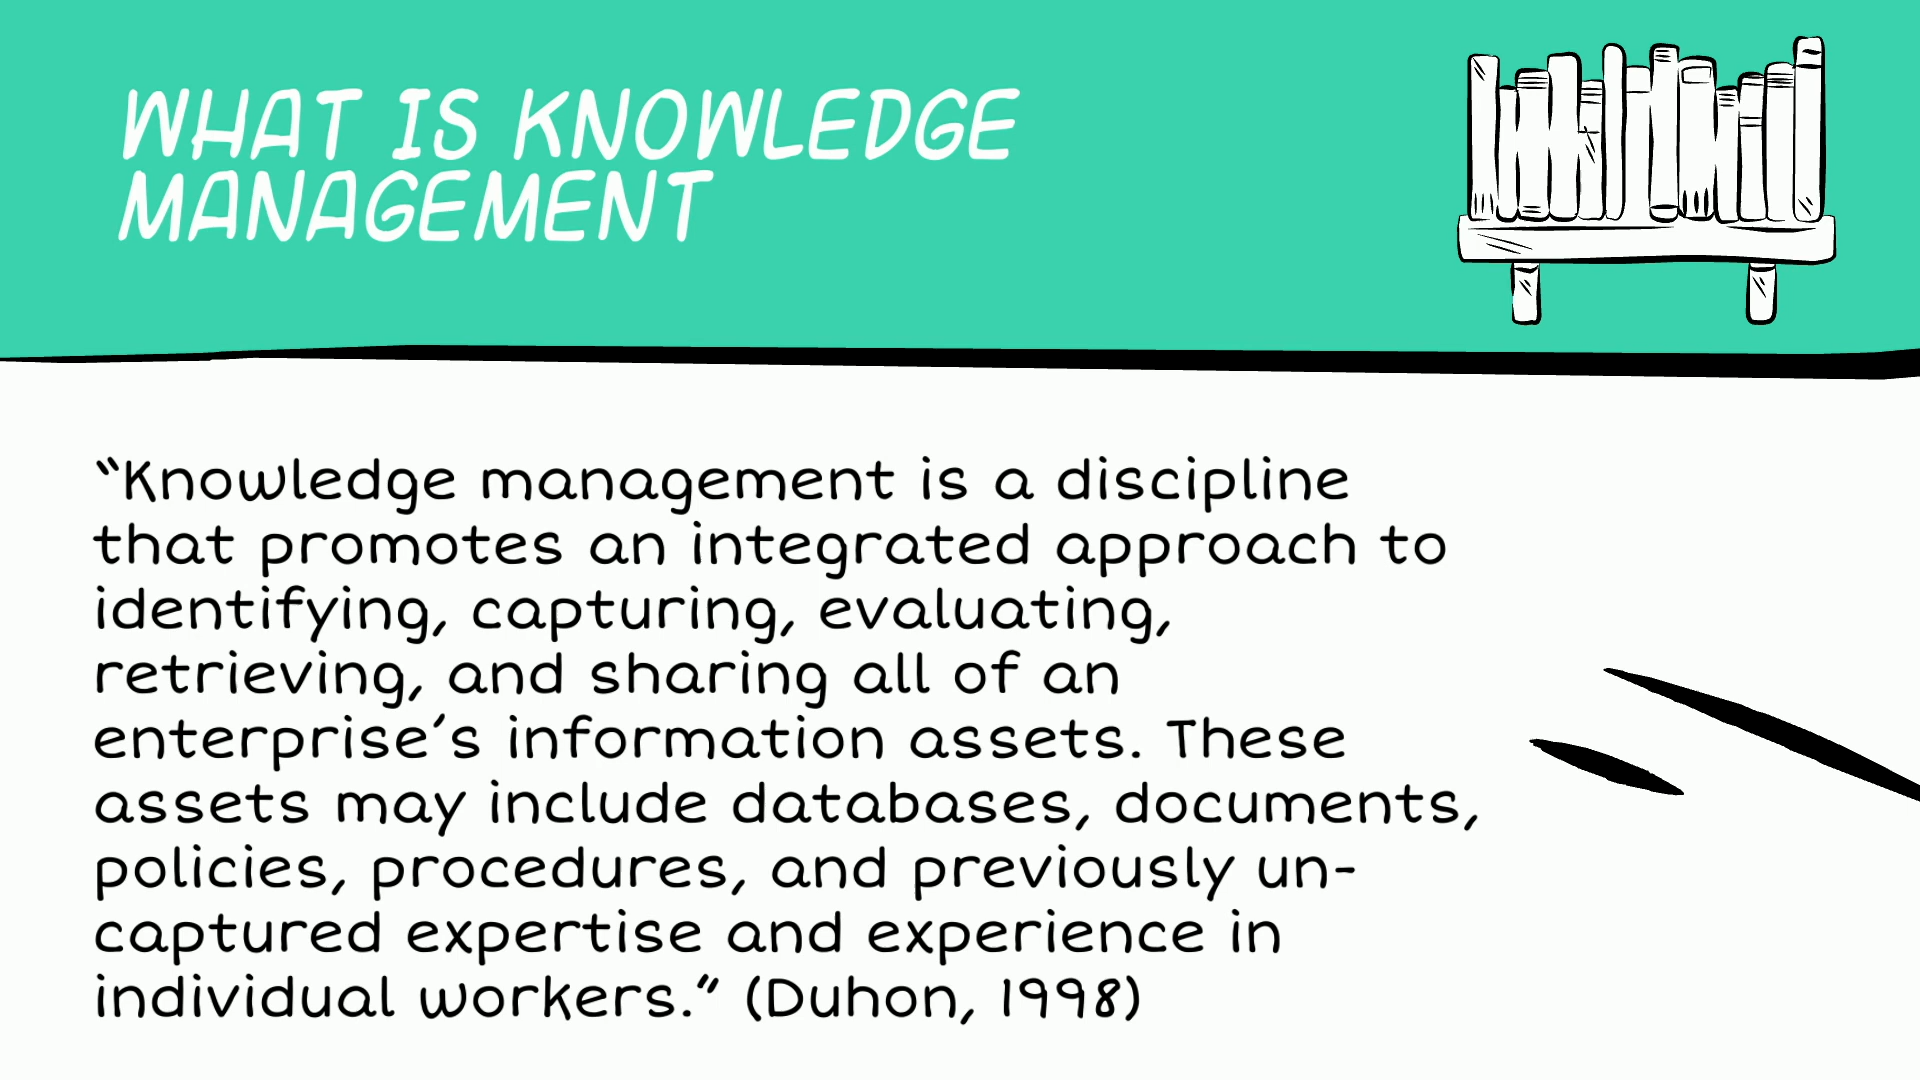 WHAT IS KNOWLEDGE
MANAGEMENT
“Knowledge management is a discipline
that promotes an integrated approach to
identifying, capturing, evaluating,
retrieving, and sharing all of an
enterprise’s information assets. These
assets may include databases, documents,
policies, procedures, and previously un-
captured expertise and experience in
individual workers.” (Duhon, 1998)